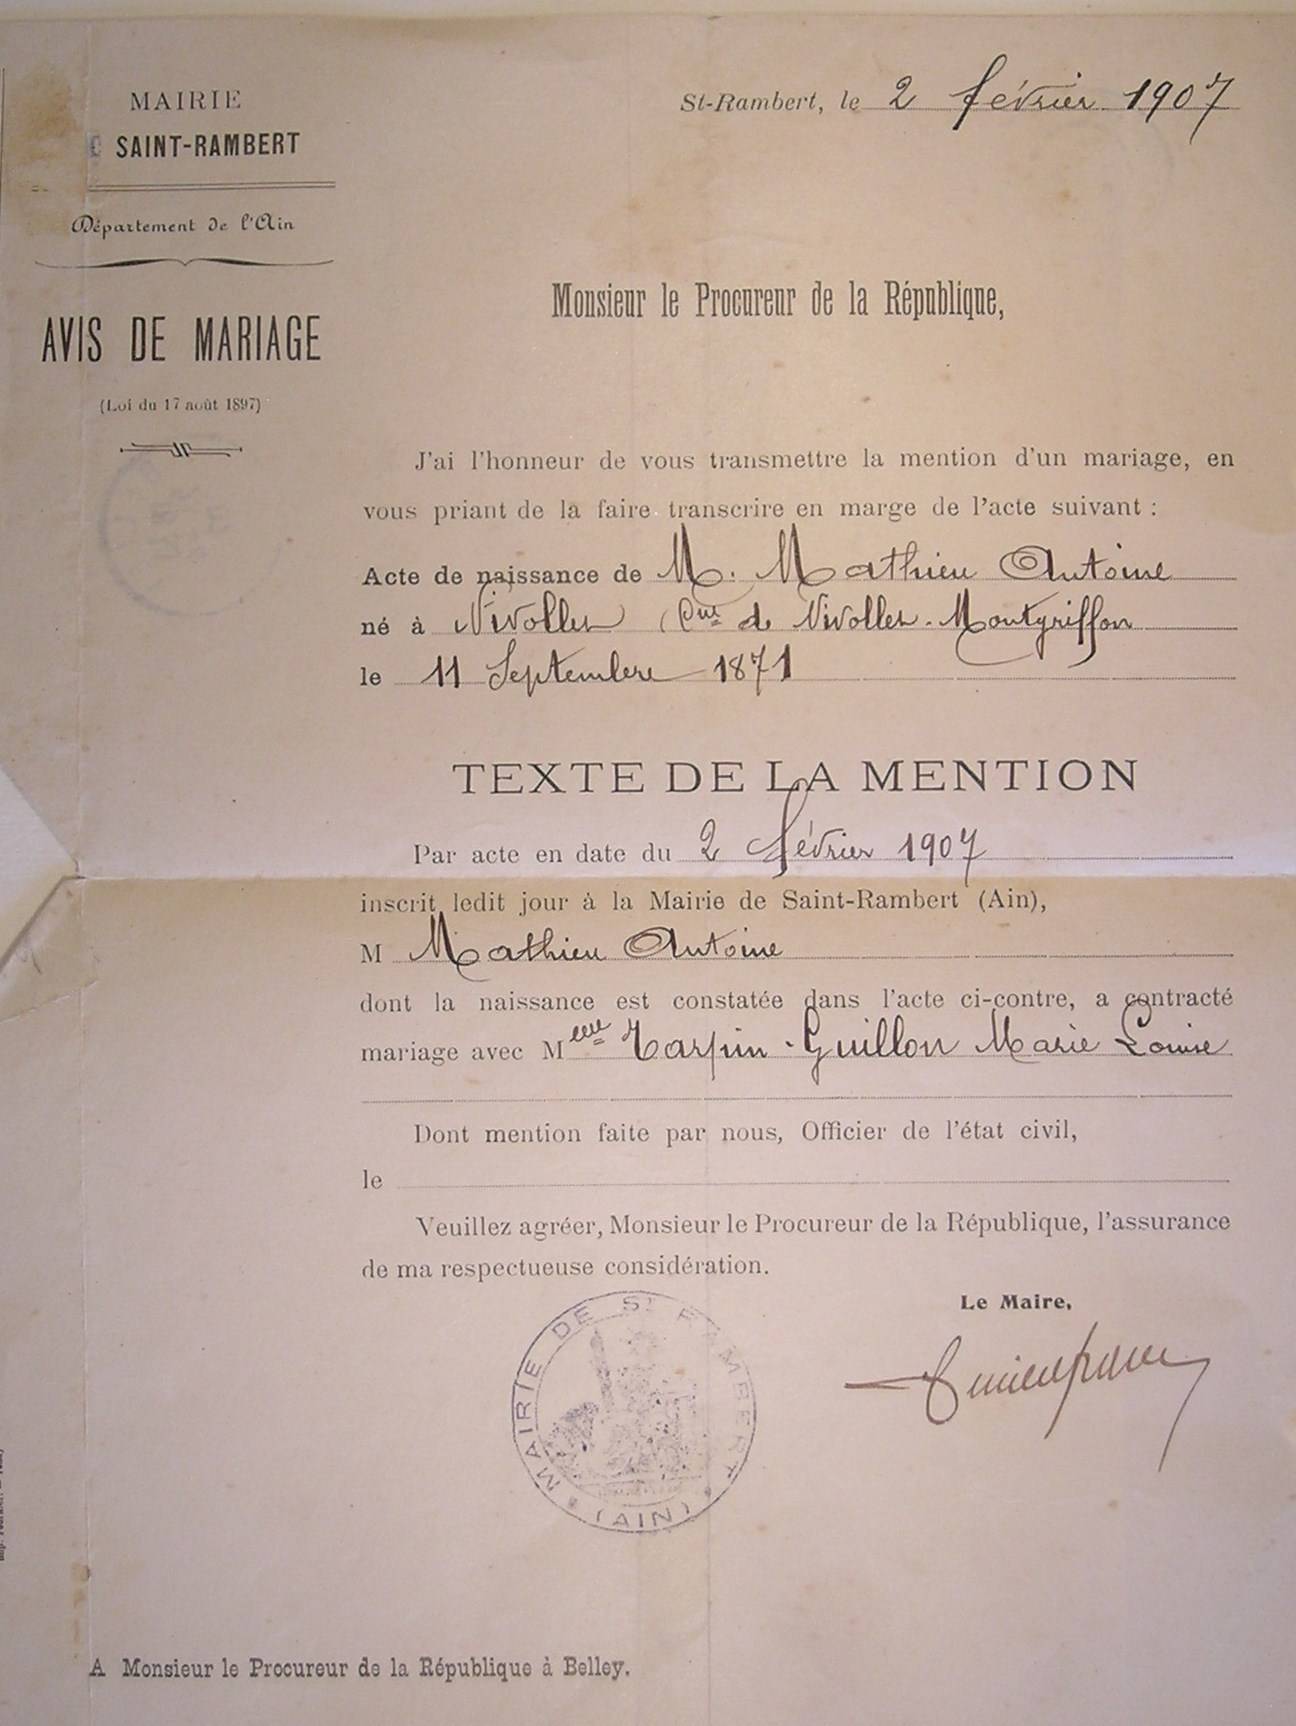 MAIRIE
SAINT-RAMBERT
Département de l'Ain
AVIS DE MARIAGE
(Loi du 17 août 1897)
St-Rambert, le 2 février 1907
Monsieur le Procureur de la République,
J'ai l'honneur de vous transmettre la mention d'un mariage, en
vous priant de la faire transcrire en marge de l'acte suivant :
Acte de naissance de M. Mathieu Antoine
né à Nivollet (Cne de Nivollet-Montgriffon
le 11 Septembre 1871
TEXTE DE LA MENTION
Par acte en date du 2 février 1907
inscrit ledit jour à la Mairie de Saint-Rambert (Ain),
M Mathieu Antoine
dont la naissance est constatée dans l'acte ci-contre, a contracté
mariage avec Melle Tarpin-Guillon Marie Louise
Dont mention faite par nous, Officier de l'état civil,
le
Veuillez agréer, Monsieur le Procureur de la République, l'assurance
de ma respectueuse considération.
Le Maire,
MAIRIE DE ST RAMBERT
(AIN)
A Monsieur le Procureur de la République à Belley.